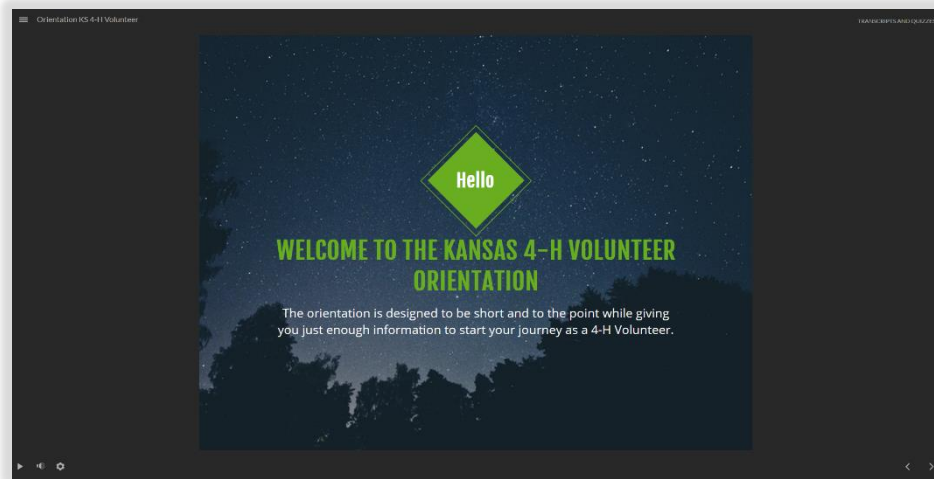 Orientation KS 4-H Volunteer
TRANSCRIPTS AND QUIZZES
Hello
WELCOME TO THE KANSAS 4-H VOLUNTEER
ORIENTATION
The orientation is designed to be short and to the point while giving
you just enough information to start your journey as a 4-H Volunteer.